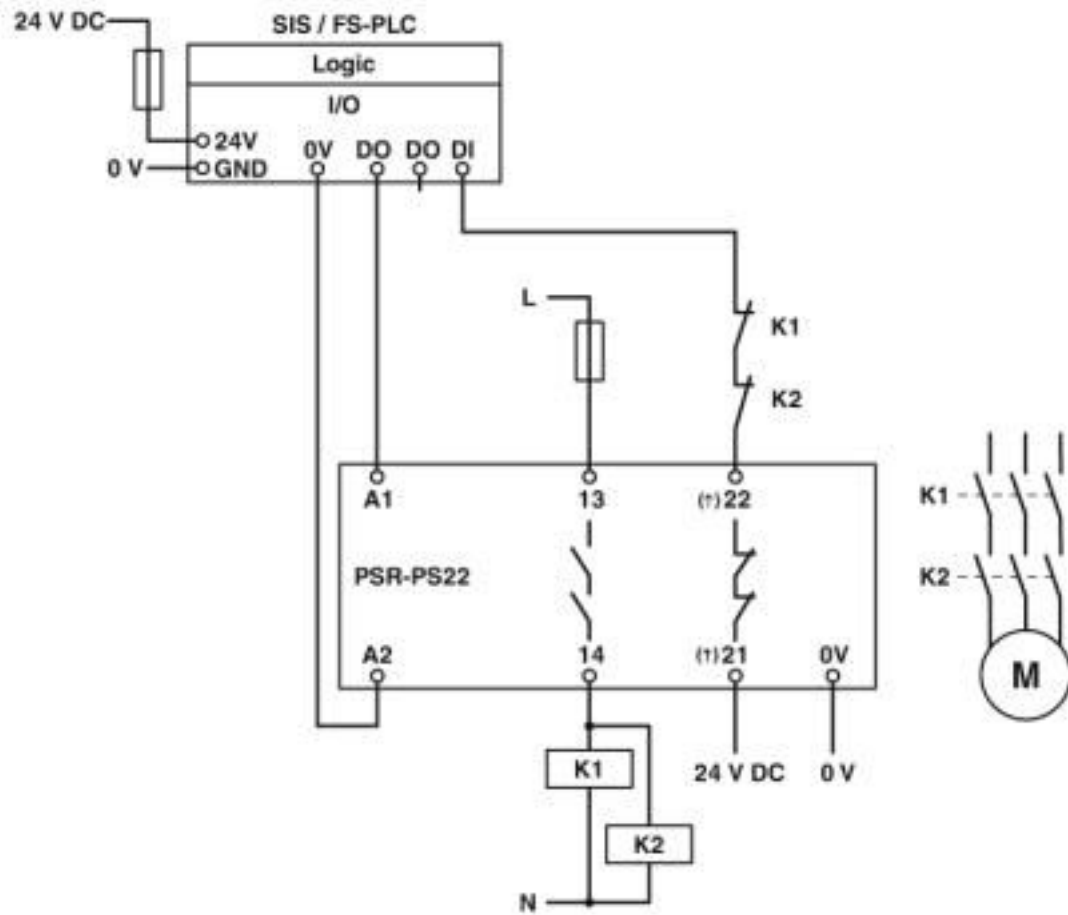 24 V DC
SIS / FS-PLC
Logic
I/O
24V
0V DO DO DI
0 V GND
L
K1
K2
A1 13 (†) 22
K1
PSR-PS22
K2
A2 14 (†) 21 0V
M
K1
24 V DC 0 V
K2
N